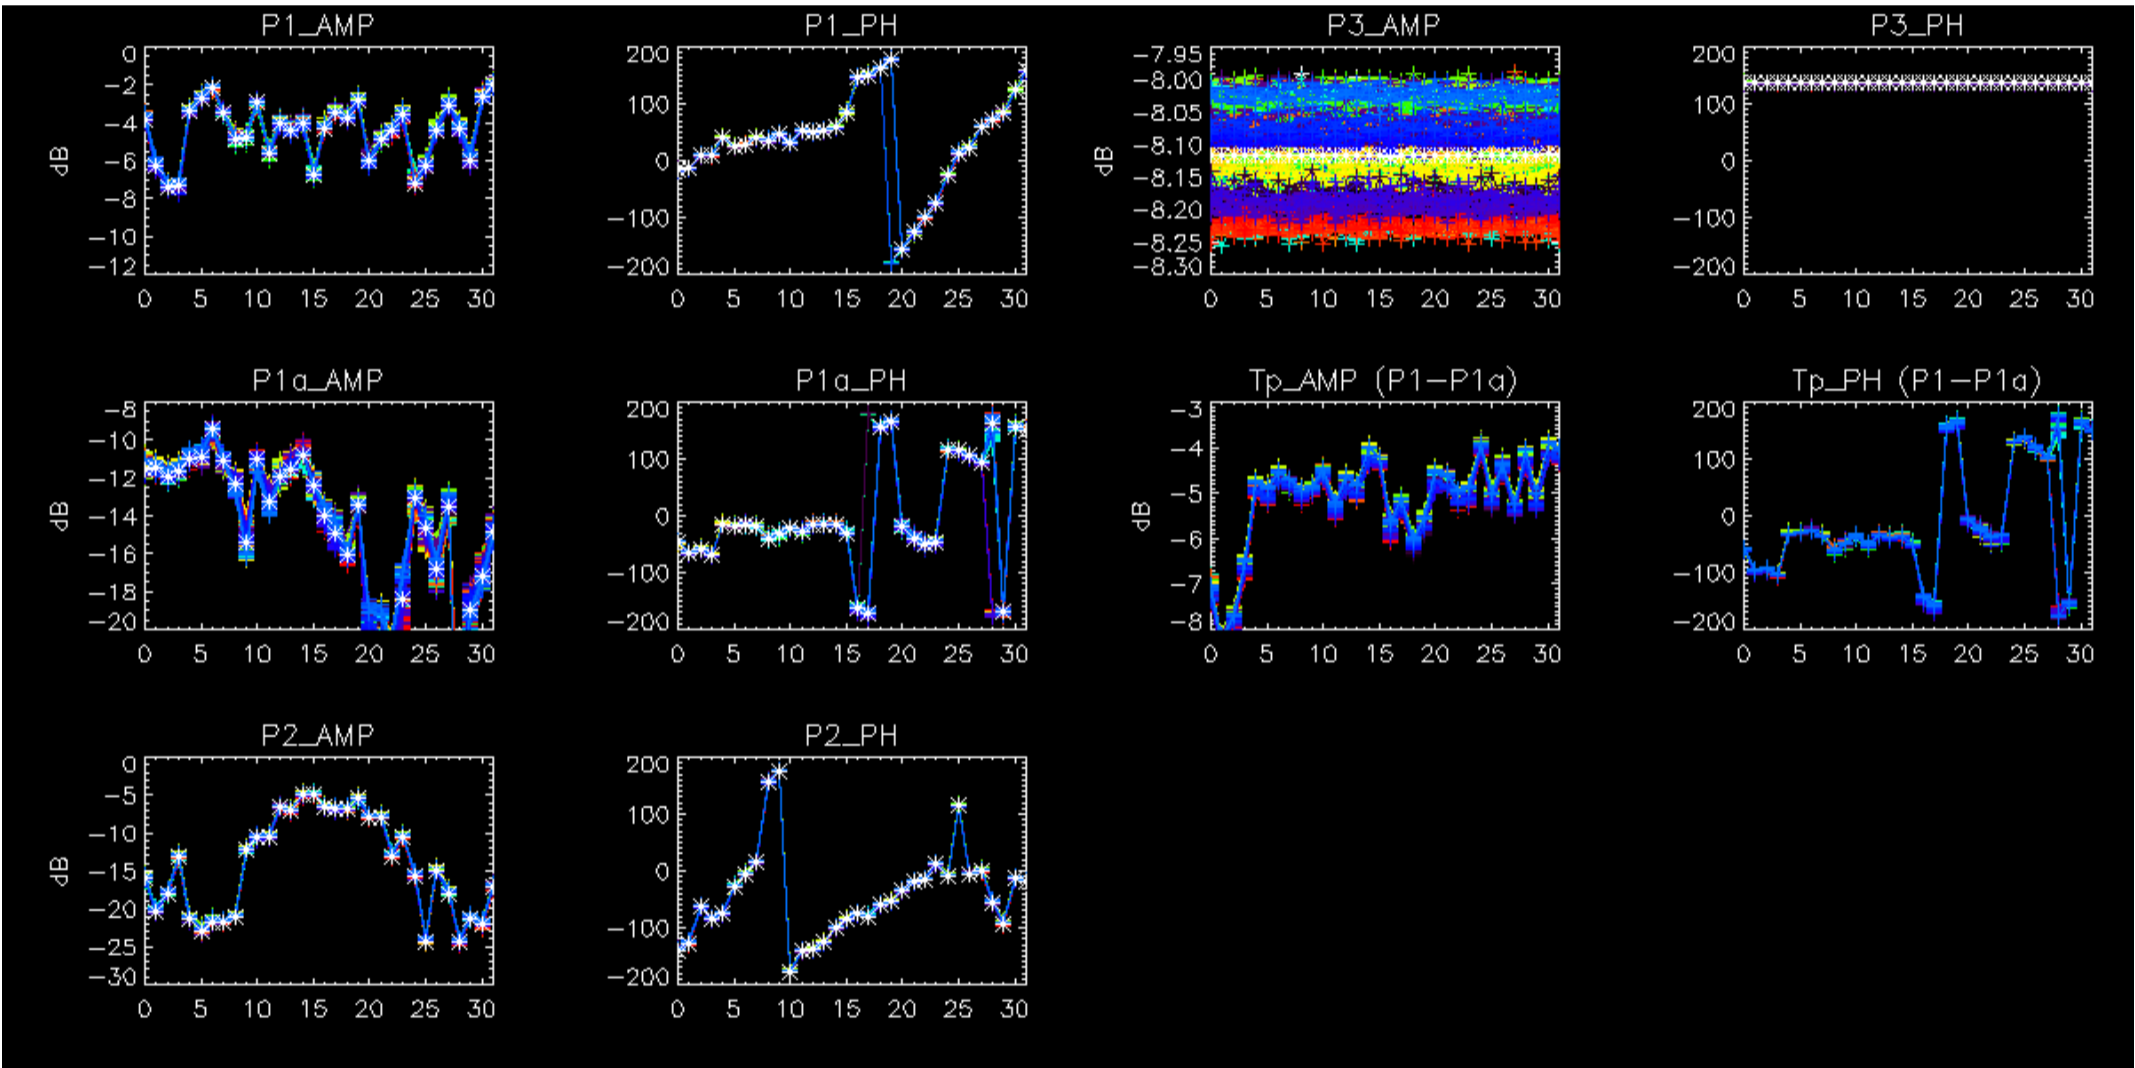 P1_AMP
P1_PH
P3_AMP
P3_PH
0
−2
−4
−6
−8
−10
−12
dB
0 5 10 15 20 25 30
200
100
0
−100
−200
0 5 10 15 20 25 30
−7.95
−8.00
−8.05
−8.10
−8.15
−8.20
−8.25
−8.30
dB
0 5 10 15 20 25 30
200
100
0
−100
−200
0 5 10 15 20 25 30
P1a_AMP
P1a_PH
Tp_AMP (P1−P1a)
Tp_PH (P1−P1a)
−8
−10
−12
−14
−16
−18
−20
dB
0 5 10 15 20 25 30
200
100
0
−100
−200
0 5 10 15 20 25 30
−3
−4
−5
−6
−7
−8
dB
0 5 10 15 20 25 30
200
100
0
−100
−200
0 5 10 15 20 25 30
P2_AMP
P2_PH
0
−5
−10
−15
−20
−25
−30
dB
0 5 10 15 20 25 30
200
100
0
−100
−200
0 5 10 15 20 25 30